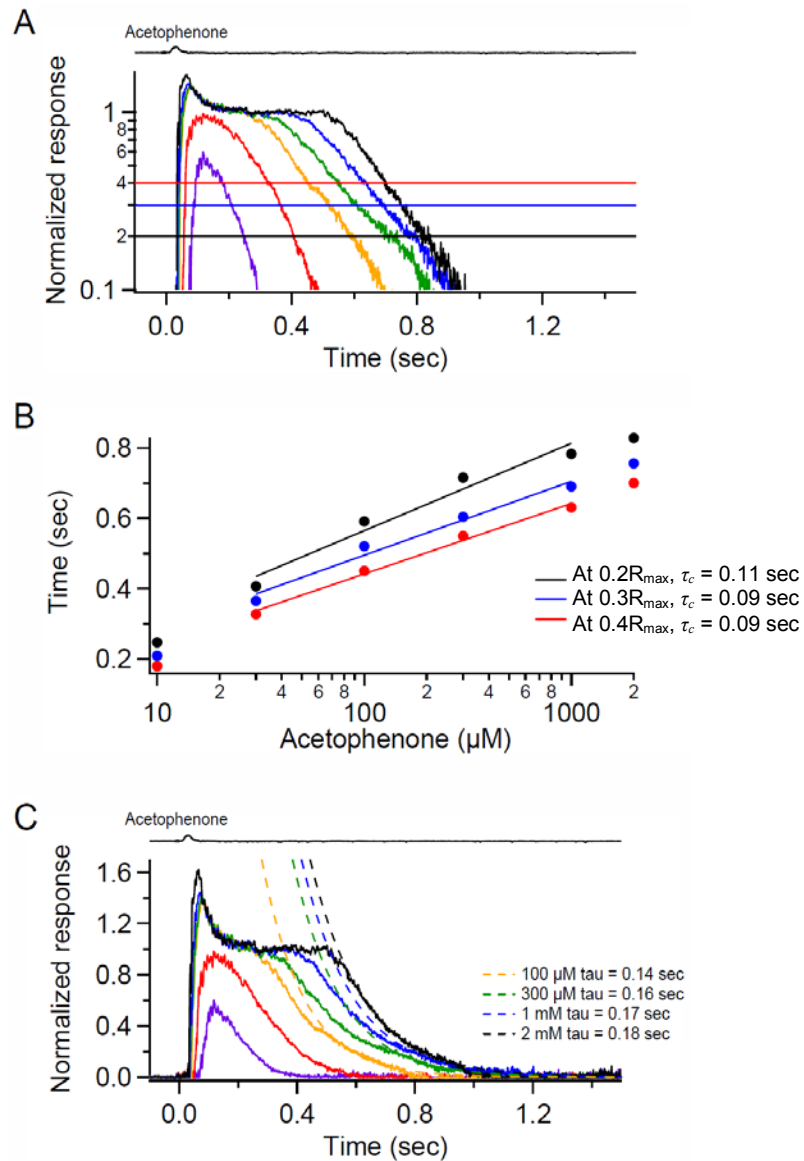 A
Acetophenone
Normalized response
1
8
6
4
2
0.1
0.0
0.4
0.8
1.2
Time (sec)
B
Time (sec)
0.8
0.6
0.4
0.2
At 0.2Rmax, τc = 0.11 sec
At 0.3Rmax, τc = 0.09 sec
At 0.4Rmax, τc = 0.09 sec
10 2 4 6 8 100 2 4 6 8 1000 2
Acetophenone (µM)
C
Acetophenone
Normalized response
1.6
1.2
0.8
0.4
0.0
100 µM tau = 0.14 sec
300 µM tau = 0.16 sec
1 mM tau = 0.17 sec
2 mM tau = 0.18 sec
0.0
0.4
0.8
1.2
Time (sec)